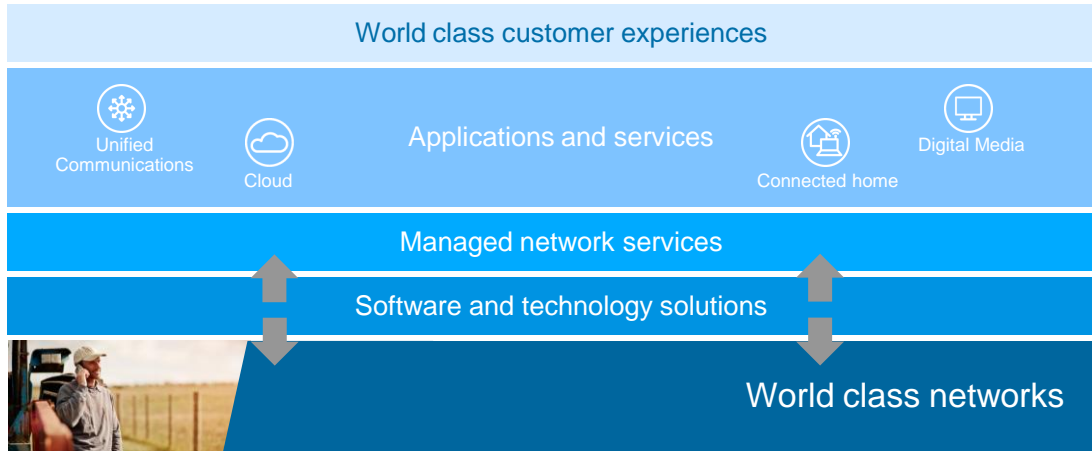 World class customer experiences
Applications and services
Unified
Communications
Cloud
Connected home
Digital Media
Managed network services
Software and technology solutions
World class networks